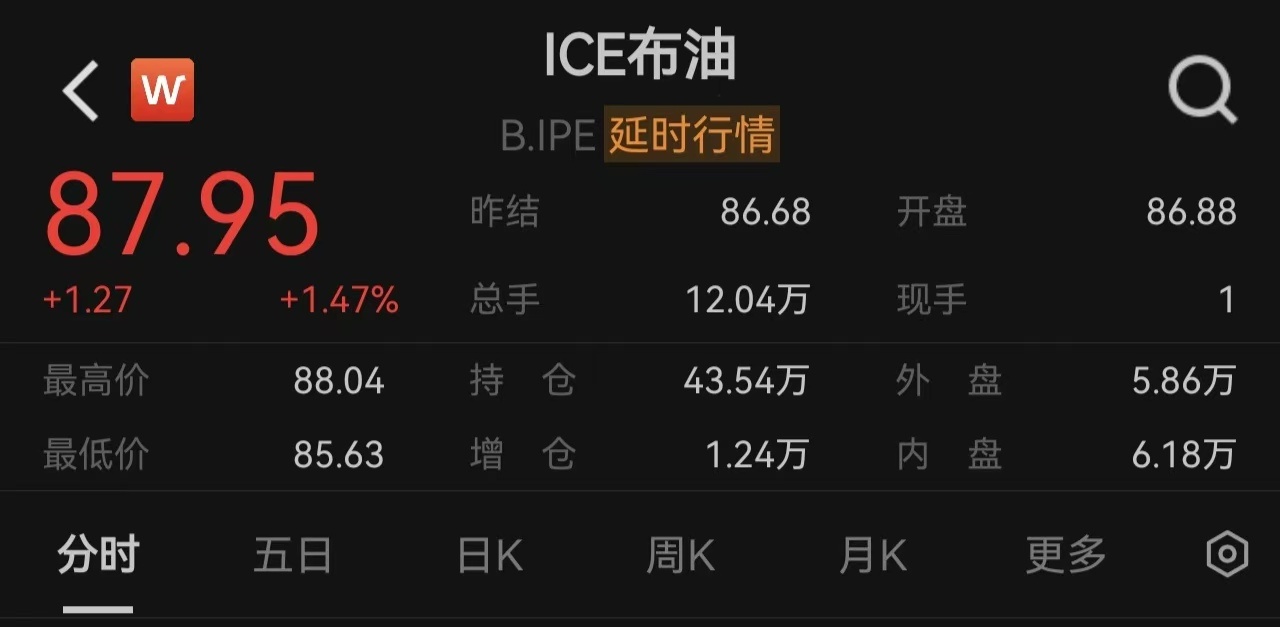 ICE布油
W
B.IPE 延时行情
87.95 昨结 86.68 开盘 86.88
+1.27 +1.47% 总手 12.04万 现手 1
最高价 88.04 持仓 43.54万 外盘 5.86万
最低价 85.63 增仓 1.24万 内盘 6.18万
分时 五日 日K 周K 月K 更多